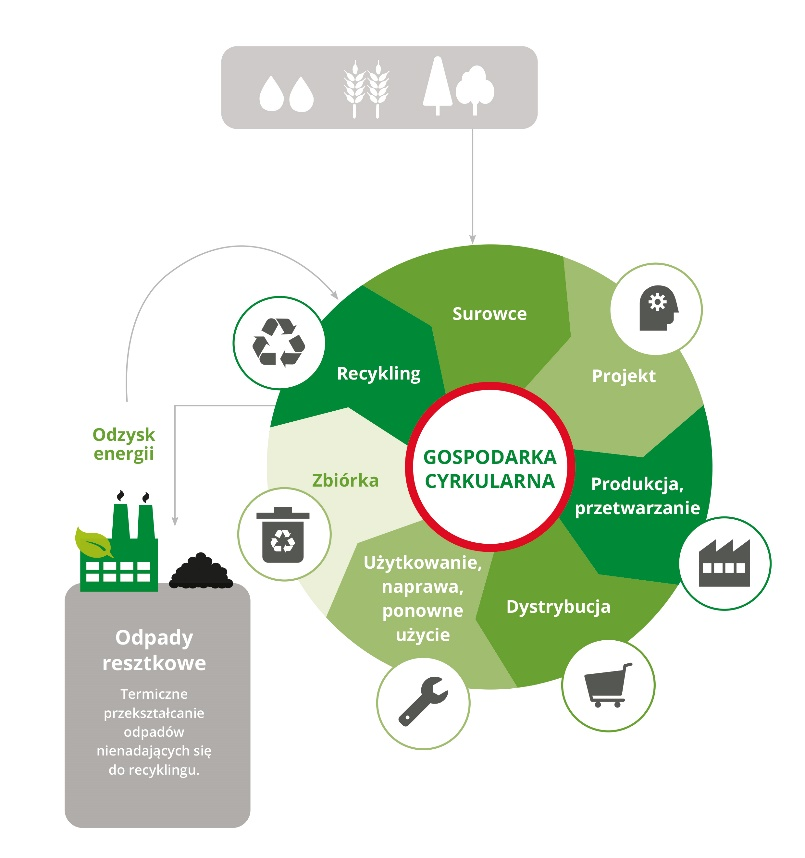 Surowce
Projekt
Recykling
GOSPODARKA
CYRKULARNA
Produkcja,
przetwarzanie
Zbiórka
Użytkowanie,
naprawa,
ponowne
użycie
Dystrybucja
Odzysk
energii
Odpady
resztkowe
Termiczne
przekształcanie
odpadów
nienadających się
do recyklingu.